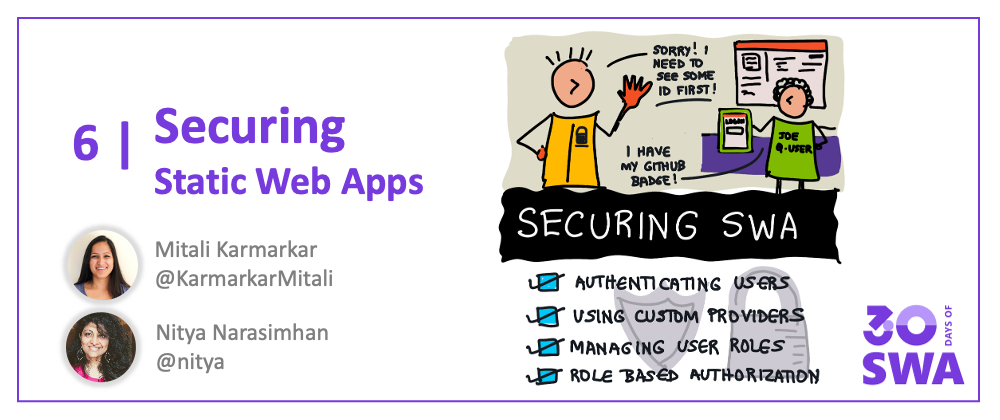 6 |
Securing
Static Web Apps
Mitali Karmarkar
@KarmarkarMitali
Nitya Narasimhan
@nitya
SORRY! I
NEED TO
SEE SOME
ID FIRST!
LOGIN
JOE
Q-USER
I HAVE
MY GITHUB
BADGE!
SECURING SWA
AUTHENTICATING USERS
USING CUSTOM PROVIDERS
MANAGING USER ROLES
ROLE BASED AUTHORIZATION
30
DAYS OF
SWA